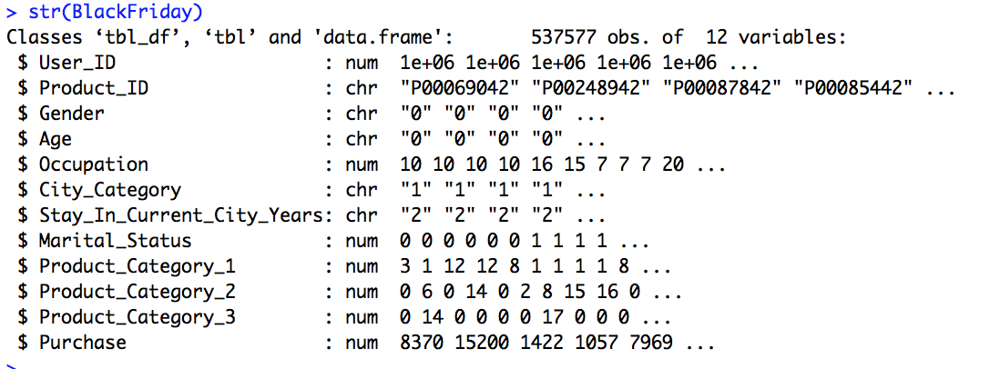 > str(BlackFriday)
Classes ‘tbl_df’, ‘tbl’ and 'data.frame':	537577 obs. of  12 variables:
 $ User_ID                   : num  1e+06 1e+06 1e+06 1e+06 1e+06 ...
 $ Product_ID                : chr  "P00069042" "P00248942" "P00087842" "P00085442" ...
 $ Gender                    : chr  "0" "0" "0" "0" ...
 $ Age                       : chr  "0" "0" "0" "0" ...
 $ Occupation                : num  10 10 10 10 16 15 7 7 7 20 ...
 $ City_Category             : chr  "1" "1" "1" "1" ...
 $ Stay_In_Current_City_Years: chr  "2" "2" "2" "2" ...
 $ Marital_Status            : num  0 0 0 0 0 0 1 1 1 1 ...
 $ Product_Category_1        : num  3 1 12 12 8 1 1 1 1 8 ...
 $ Product_Category_2        : num  0 6 0 14 0 2 8 15 16 0 ...
 $ Product_Category_3        : num  0 14 0 0 0 0 17 0 0 0 ...
 $ Purchase                  : num  8370 15200 1422 1057 7969 ...
>